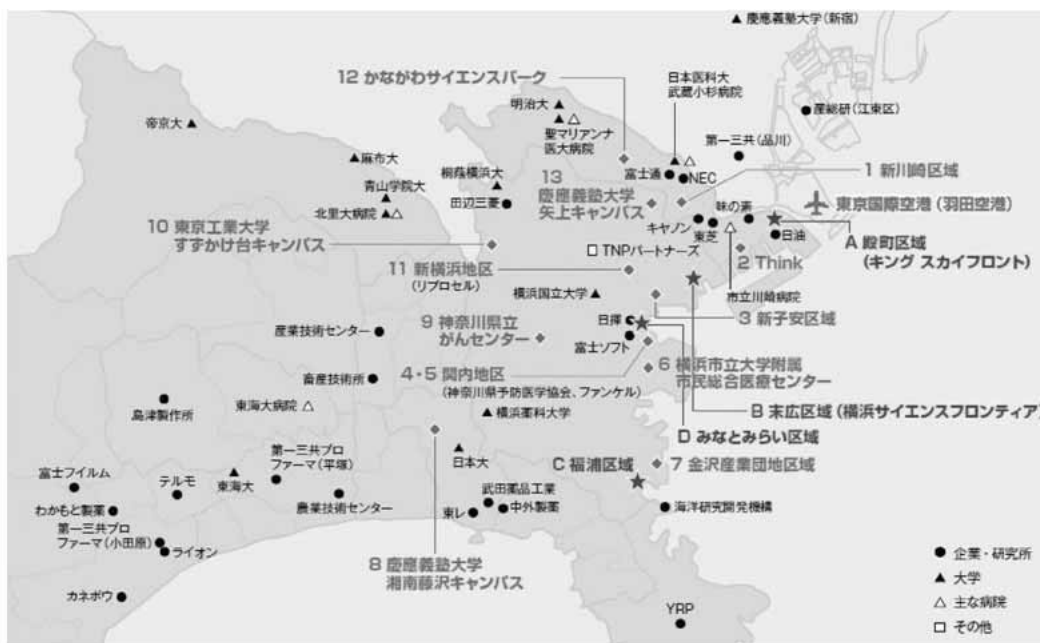 慶應義塾大学(新宿)
12 かながわサイエンスパーク
日本医科大
武蔵小杉病院
明治大
産総研(江東区)
帝京大
聖マリアンナ
医大病院
第一三共(品川)
麻布大
桐蔭横浜大
富士通
NEC
1 新川崎区域
青山学院大
13
慶應義塾大学
矢上キャンパス
北里大病院
田辺三菱
味の素
東京国際空港(羽田空港)
キヤノン
東芝
日油
10 東京工業大学
すずかけ台キャンパス
TNPパートナーズ
2 Think
A 殿町区域
(キング スカイフロント)
11 新横浜地区
(リプロセル)
横浜国立大学
市立川崎病院
3 新子安区域
産業技術センター
9 神奈川県立
がんセンター
日揮
富士ソフト
畜産技術所
4・5 関内地区
(神奈川県予防医学協会、ファンケル)
6 横浜市立大学附属
市民総合医療センター
島津製作所
東海大病院
横浜薬科大学
B 末広区域(横浜サイエンスフロンティア)
D みなとみらい区域
日本大
C 福浦区域
7 金沢産業団地区域
富士フイルム
テルモ
東海大
第一三共プロ
ファーマ(平塚)
わかもと製薬
農業技術センター
武田薬品工業
東レ
中外製薬
海洋研究開発機構
第一三共プロ
ファーマ(小田原)
ライオン
8 慶應義塾大学
湘南藤沢キャンパス
カネボウ
YRP
企業・研究所
大学
主な病院
その他